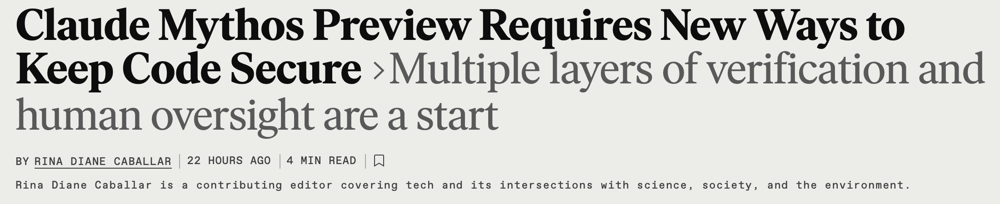 Claude Mythos Preview Requires New Ways to
Keep Code Secure >Multiple layers of verification and
human oversight are a start
BY RINA DIANE CABALLAR | 22 HOURS AGO | 4 MIN READ |
Rina Diane Caballar is a contributing editor covering tech and its intersections with science, society, and the environment.